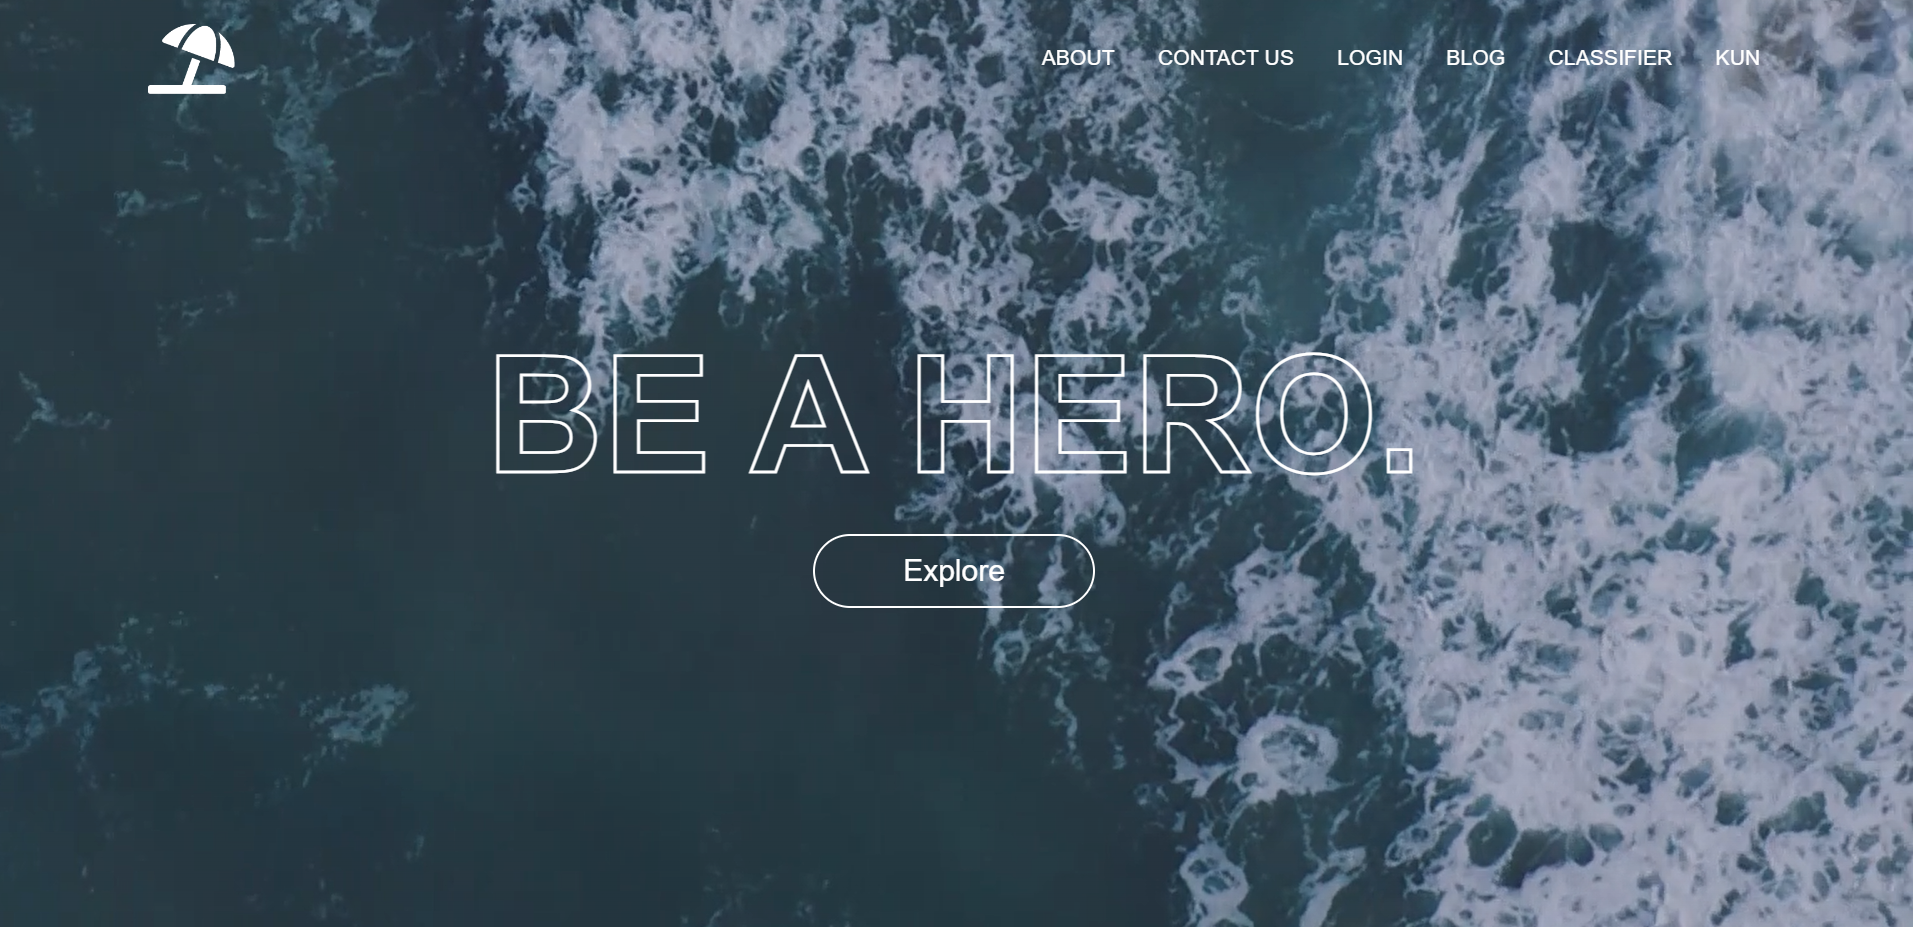 ABOUT CONTACT US LOGIN BLOG CLASSIFIER KUN
BE A HERO.
Explore